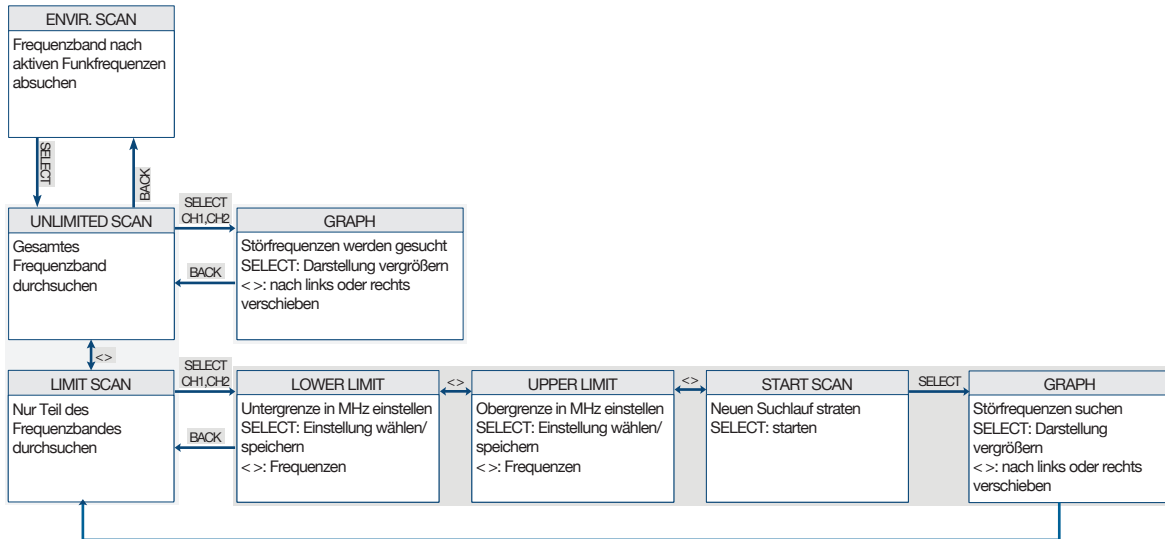 ENVIR. SCAN
Frequenzband nach
aktiven Funkfrequenzen
absuchen
SELECT
BACK
UNLIMITED SCAN
Gesamtes
Frequenzband
durchsuchen
SELECT
CH1,CH2
BACK
GRAPH
Störfrequenzen werden gesucht
SELECT: Darstellung vergrößern
< >: nach links oder rechts
verschieben
< >
LIMIT SCAN
Nur Teil des
Frequenzbandes
durchsuchen
SELECT
CH1,CH2
BACK
LOWER LIMIT
Untergrenze in MHz einstellen
SELECT: Einstellung wählen/
speichern
< >: Frequenzen
< >
UPPER LIMIT
Obergrenze in MHz einstellen
SELECT: Einstellung wählen/
speichern
< >: Frequenzen
< >
START SCAN
Neuen Suchlauf straten
SELECT: starten
SELECT
GRAPH
Störfrequenzen suchen
SELECT: Darstellung
vergrößern
< >: nach links oder rechts
verschieben